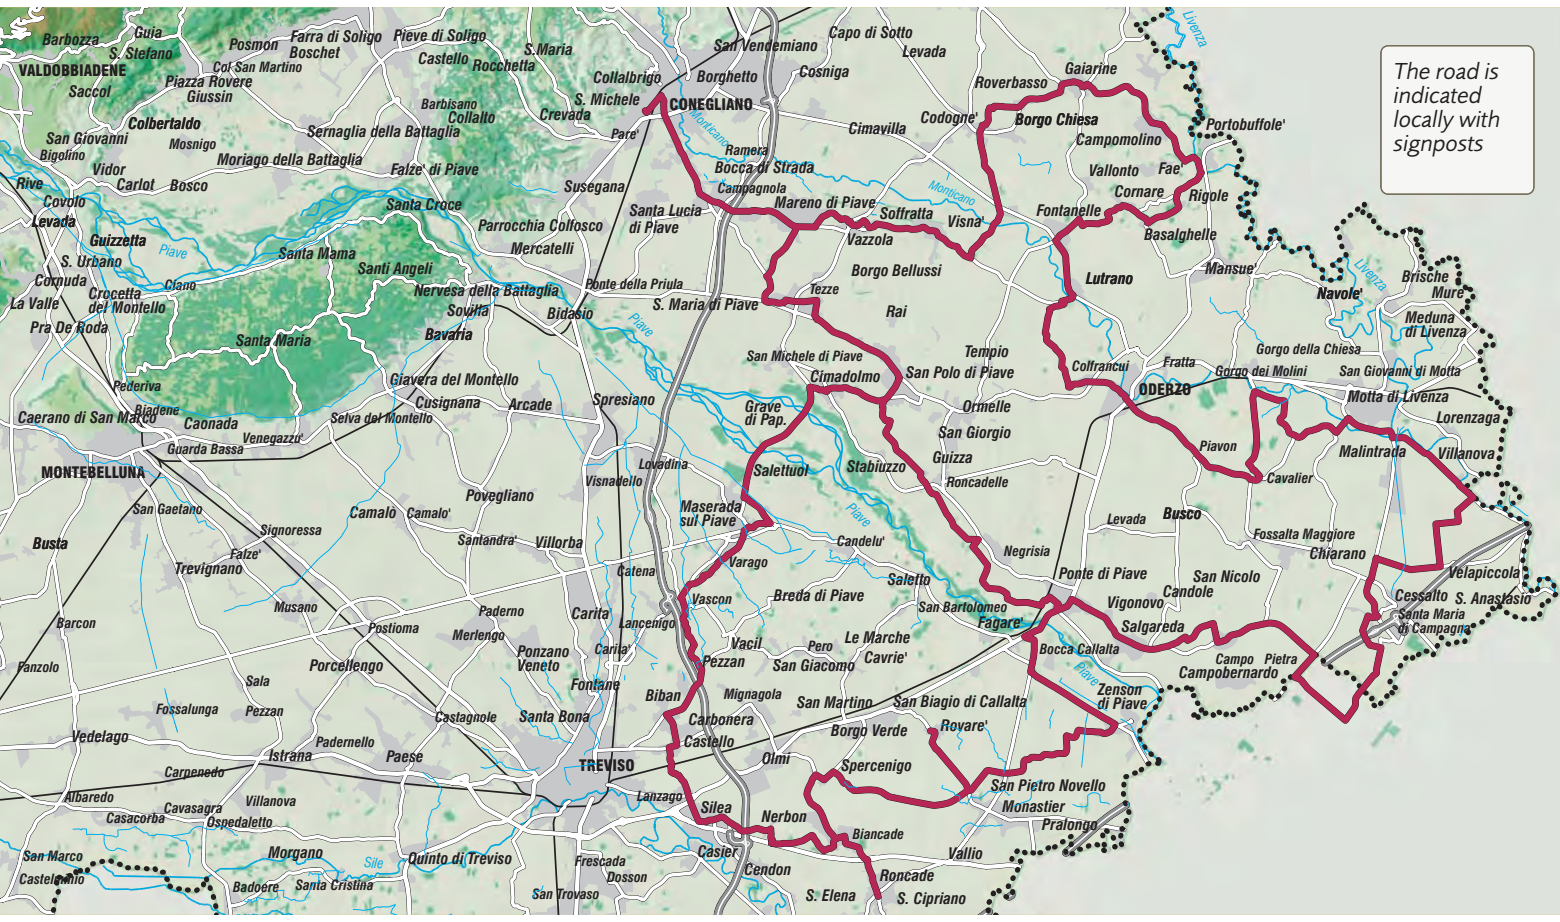 The road is
indicated
locally with
signposts
Barbozza
Guia
S. Stefano
VALDOBBIADENE
Saccol
Posmon
Farra di Soligo
Boschet
Col San Martino
Piazza Rovere
Giussin
Pieve di Soligo
Castello
Rocchetta
S.Maria
Collalbrigo
S. Michele
Crevada
Borghetto
San Vendemiano
CONEGLIANO
Capo di Sotto
Levada
Cosniga
Livenza
Gaiarine
Roverbasso
Codogne'
Borgo Chiesa
Campomolino
Portobuffole'
Cimavilla
Monticano
Barbisano
Collalto
Colbertaldo
San Giovanni
Bigolino
Mosnigo
Sernaglia della Battaglia
Moriago della Battaglia
Pare'
Ramera
Bocca di Strada
Campagnola
Vallonto
Fae'
Cornare
Rigole
Vidor
Carlot
Bosco
Falze' di Piave
Susegana
Rive
Covolo
Levada
Santa Croce
Santa Lucia
di Piave
Mareno di Piave
Soffratta
Monticano
Visna'
Fontanelle
Basalghelle
Guizzetta
Piave
Parrocchia Colfosco
Mercatelli
Vazzola
S. Urbano
Santa Mama
Santi Angeli
Borgo Bellussi
Mansue'
Lutrano
Livenza
Brische
Mure
Navole'
Cornuda
Crocetta
del Montello
Ciano
La Valle
Nervesa della Battaglia
Ponte della Priula
Tezze
S. Maria di Piave
Sovilla
Bidasio
Piave
Rai
Meduna
di Livenza
Pra De Roda
Santa Maria
Bavaria
San Michele di Piave
Cimadolmo
Tempio
San Polo di Piave
Colfrancui
Fratta
Gorgo della Chiesa
Gorgo dei Molini
San Giovanni di Motta
Pederiva
Giavera del Montello
Cusignana
Arcade
Spresiano
ODERZO
Motta di Livenza
Caerano di San Marco
Biadene
Caonada
Selva del Montello
Grave
di Pap.
Ormelle
Lorenzaga
Venegazzu'
Guarda Bassa
San Giorgio
Guizza
Piavon
Malintrada
Villanova
MONTEBELLUNA
Lovadina
Visnadello
Salettuol
Stabiuzzo
Roncadelle
Cavalier
San Gaetano
Povegliano
Camalò
Camalo'
Maserada
sul Piave
Piave
Levada
Busco
Signoressa
Busta
Falze'
Trevignano
Santandra'
Villorba
Candelu'
Negrisia
Fossalta Maggiore
Chiarano
Catena
Varago
Saletto
Ponte di Piave
San Nicolo
Candole
Velapiccola
Musano
Barcon
Postioma
Paderno
Merlengo
Carita
Lancenigo
Vascon
Breda di Piave
San Bartolomeo
Fagare'
Vigonovo
Salgareda
Cessalto
S. Anastasio
Santa Maria
di Campagna
Vacil
Pero
Le Marche
Cavrie'
Ponzano
Veneto
Carila'
Pezzan
San Giacomo
Bocca Callalta
Piave
Campo
Pietra
Campobernardo
Fanzolo
Porcellengo
Sala
Fontane
Biban
Mignagola
San Martino
San Biagio di Callalta
Zenson
di Piave
Fossalunga
Pezzan
Castagnole
Santa Bona
Carbonera
Castello
Borgo Verde
Rovare'
Vedelago
Padernello
Istrana
Paese
Carpenedo
TREVISO
Olmi
Spercenigo
San Pietro Novello
Monastier
Albaredo
Villanova
Cavasagra
Ospedaletto
Casacorba
Lanzago
Silea
Nerbon
Biancade
Pralongo
San Marco
Morgano
Sile
Quinto di Treviso
Casier
Frescada
Dosson
Cendon
Vallio
Badoere
Santa Cristina
San Trovaso
Roncade
S. Elena
S. Cipriano